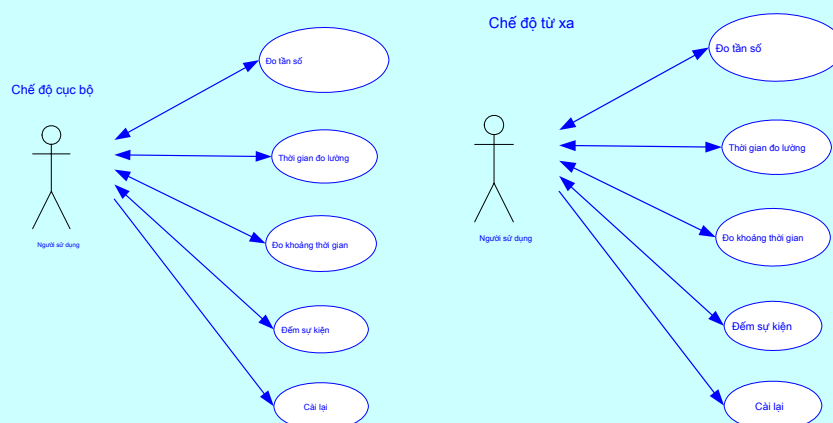 Chế độ cục bộ
Đo tần số
Thời gian đo lường
Đo khoảng thời gian
Đếm sự kiện
Cài lại
Người sử dụng
Chế độ từ xa
Đo tần số
Thời gian đo lường
Đo khoảng thời gian
Đếm sự kiện
Cài lại
Người sử dụng